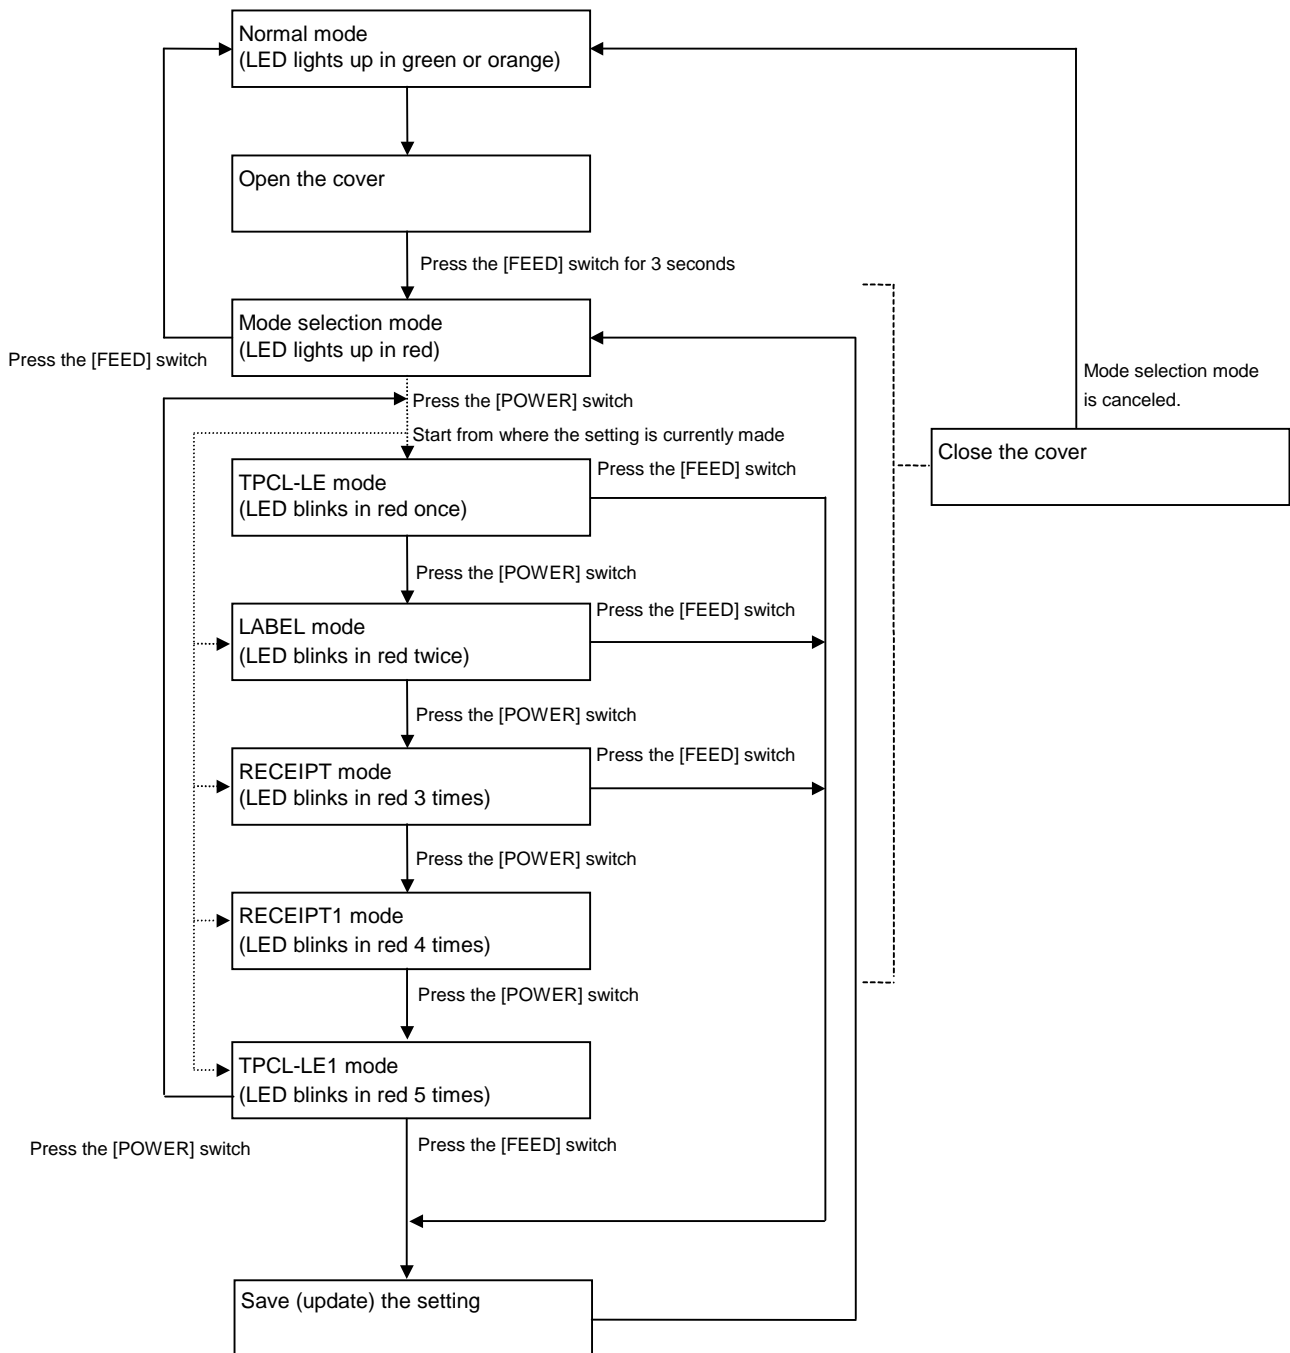 Normal mode
(LED lights up in green or orange)
Open the cover
Press the [FEED] switch for 3 seconds
Mode selection mode
(LED lights up in red)
Press the [FEED] switch
Mode selection mode
is canceled.
Press the [POWER] switch
Start from where the setting is currently made
Close the cover
TPCL-LE mode
(LED blinks in red once)
Press the [FEED] switch
Press the [POWER] switch
LABEL mode
(LED blinks in red twice)
Press the [FEED] switch
Press the [POWER] switch
RECEIPT mode
(LED blinks in red 3 times)
Press the [FEED] switch
Press the [POWER] switch
RECEIPT1 mode
(LED blinks in red 4 times)
Press the [POWER] switch
TPCL-LE1 mode
(LED blinks in red 5 times)
Press the [POWER] switch
Press the [FEED] switch
Save (update) the setting